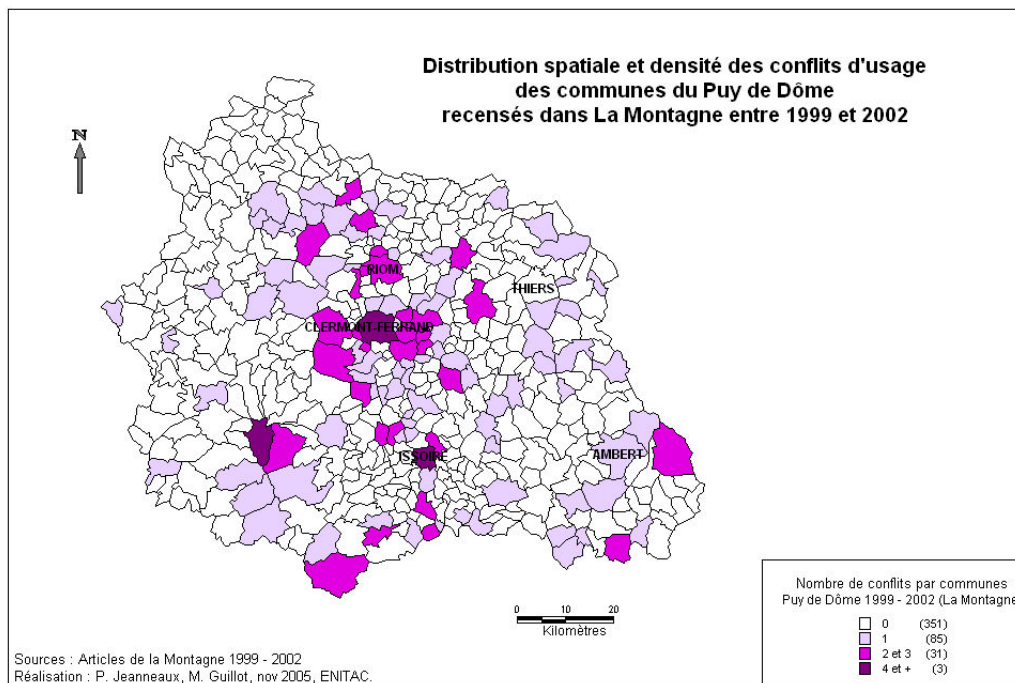 Distribution spatiale et densité des conflits d'usage
des communes du Puy de Dôme
recensés dans La Montagne entre 1999 et 2002
N
RIOM
THIERS
CLERMONT-FERRAND
ISSOIRE
AMBERT
0 10 20
Kilomètres
Nombre de conflits par communes
Puy de Dôme 1999 - 2002 (La Montagne
0 (351)
1 (85)
2 et 3 (31)
4 et + (3)
Sources : Articles de la Montagne 1999 - 2002
Réalisation : P. Jeanneaux, M. Guillot, nov 2005, ENITAC.